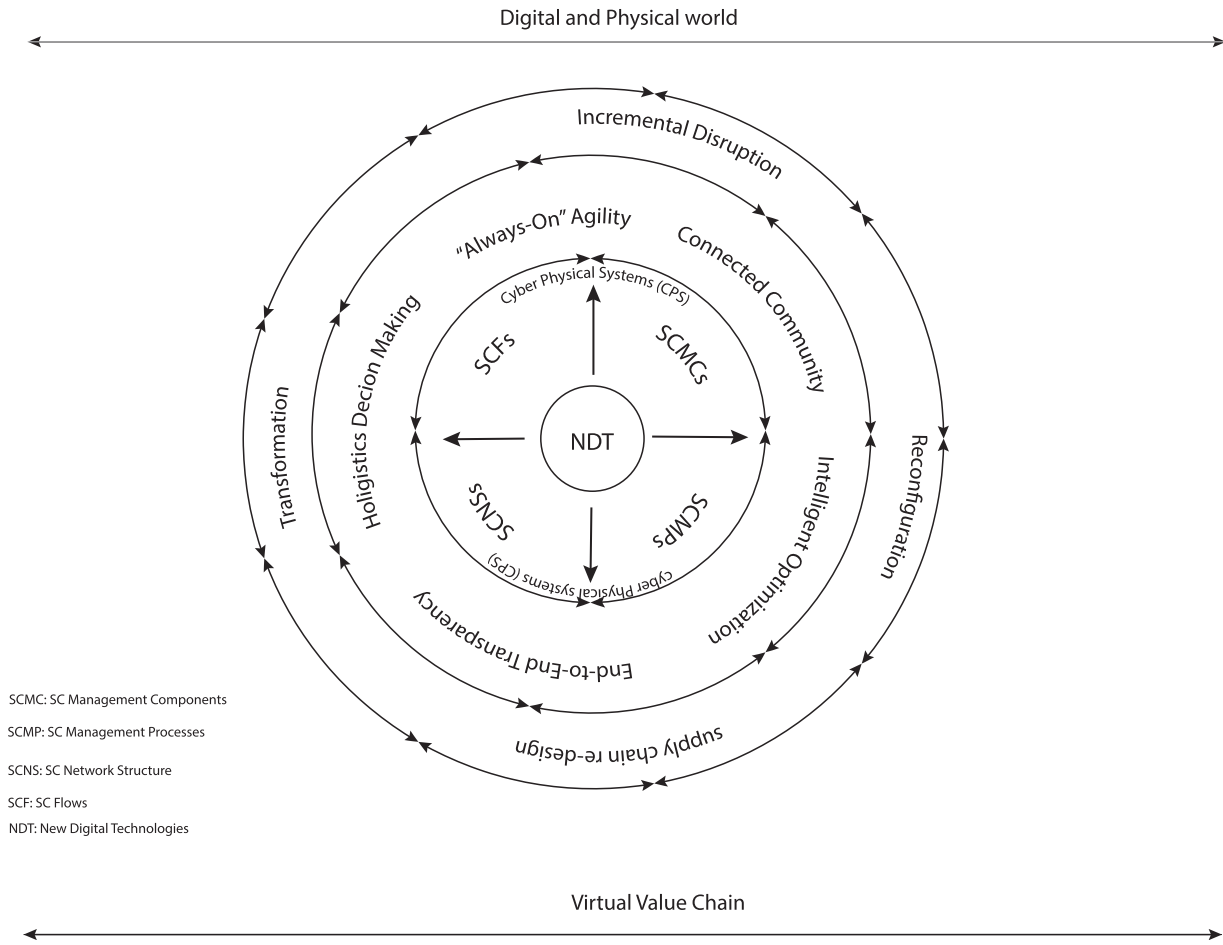 Digital and Physical world
Incremental Disruption
"Always-On" Agility
Connected Community
Cyber Physical Systems (CPS)
SCFs
SCMCs
Holigistics Decion Making
Transformation
NDT
Reconfiguration
Intelligent Optimization
SCNSs
SCMPs
cyber Physical systems (CPS)
End-to-End Transparency
supply chain re-design
SCMC: SC Management Components
SCMP: SC Management Processes
SCNS: SC Network Structure
SCF: SC Flows
NDT: New Digital Technologies
Virtual Value Chain